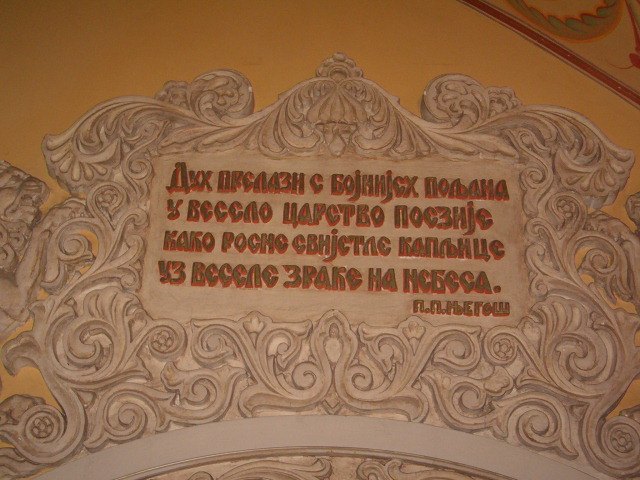 Дух прелази с бојнијех пољана
у весело царство поезије
како росне свијетле капљице
уз веселе зраке на небеса.
П.П.Његош